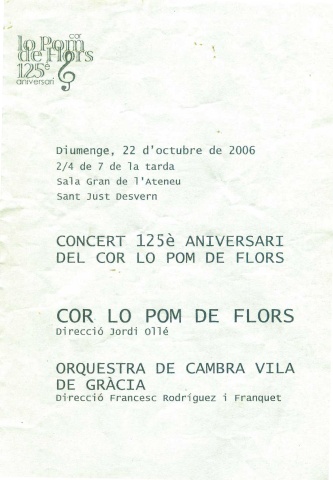 cor
lo Pom
de Flors
125è
aniversari
Diumenge, 22 d'octubre de 2006
2/4 de 7 de la tarda
Sala Gran de l'Ateneu
Sant Just Desvern
CONCERT 125è ANIVERSARI
DEL COR LO POM DE FLORS
COR LO POM DE FLORS
Direcció Jordi Ollé
ORQUESTRA DE CAMBRA VILA
DE GRÀCIA
Direcció Francesc Rodríguez i Franquet